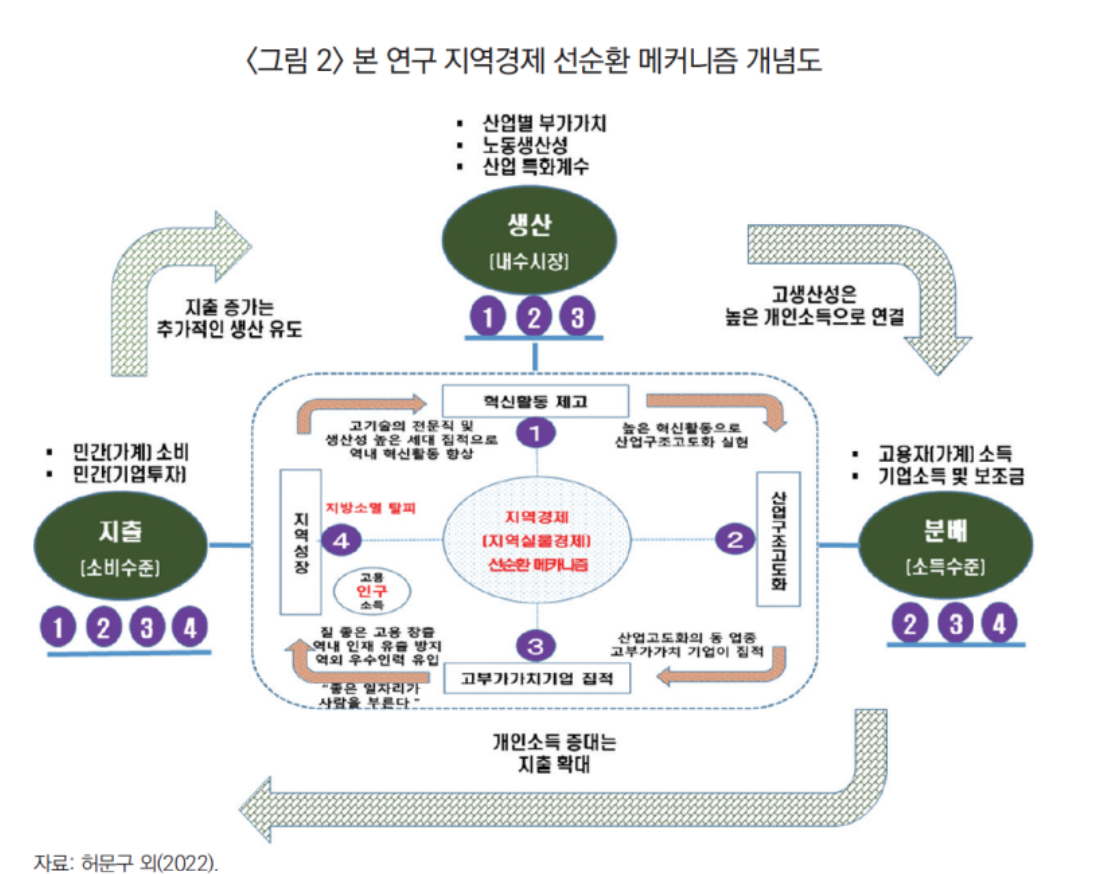 〈그림 2〉 본 연구 지역경제 선순환 메커니즘 개념도
▪ 산업별 부가가치
▪ 노동생산성
▪ 산업 특화계수
생산
(내수시장)
1 2 3
지출 증가는
추가적인 생산 유도
고생산성은
높은 개인소득으로 연결
혁신활동 제고
1
고기술의 전문직 및
생산성 높은 세대 집적으로
역내 혁신활동 향상
높은 혁신활동으로
산업구조고도화 실현
▪ 민간(가계) 소비
▪ 민간(기업투자)
지출
(소비수준)
1 2 3 4
▪ 고용자(가계) 소득
▪ 기업소득 및 보조금
분배
(소득수준)
2 3 4
지역성장
지방소멸 탈피
4
고용
인구
소득
지역경제
(지역실물경제)
선순환 메캐니즘
2
산업구조고도화
3
고부가가치기업 집적
질 좋은 고용 창출
역내 인재 유출 방지
역외 우수인력 유입
"좋은 일자리가
사람을 부른다"
산업고도화의 동 업종
고부가가치 기업이 집적
개인소득 증대는
지출 확대
자료: 허문구 외(2022).